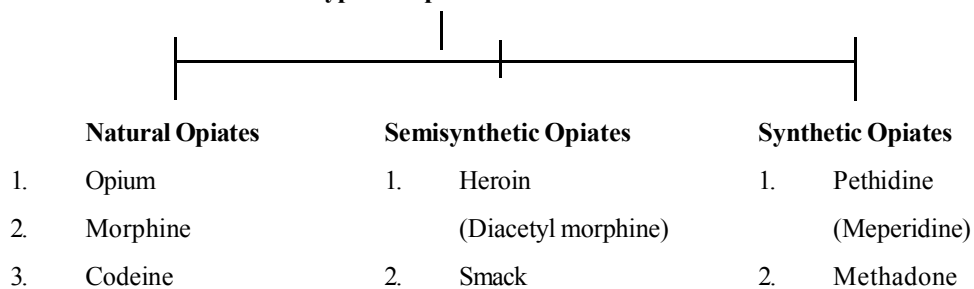 Natural Opiates Semisynthetic Opiates Synthetic Opiates
1. Opium 1. Heroin 1. Pethidine
2. Morphine (Diacetyl morphine) (Meperidine)
3. Codeine 2. Smack 2. Methadone